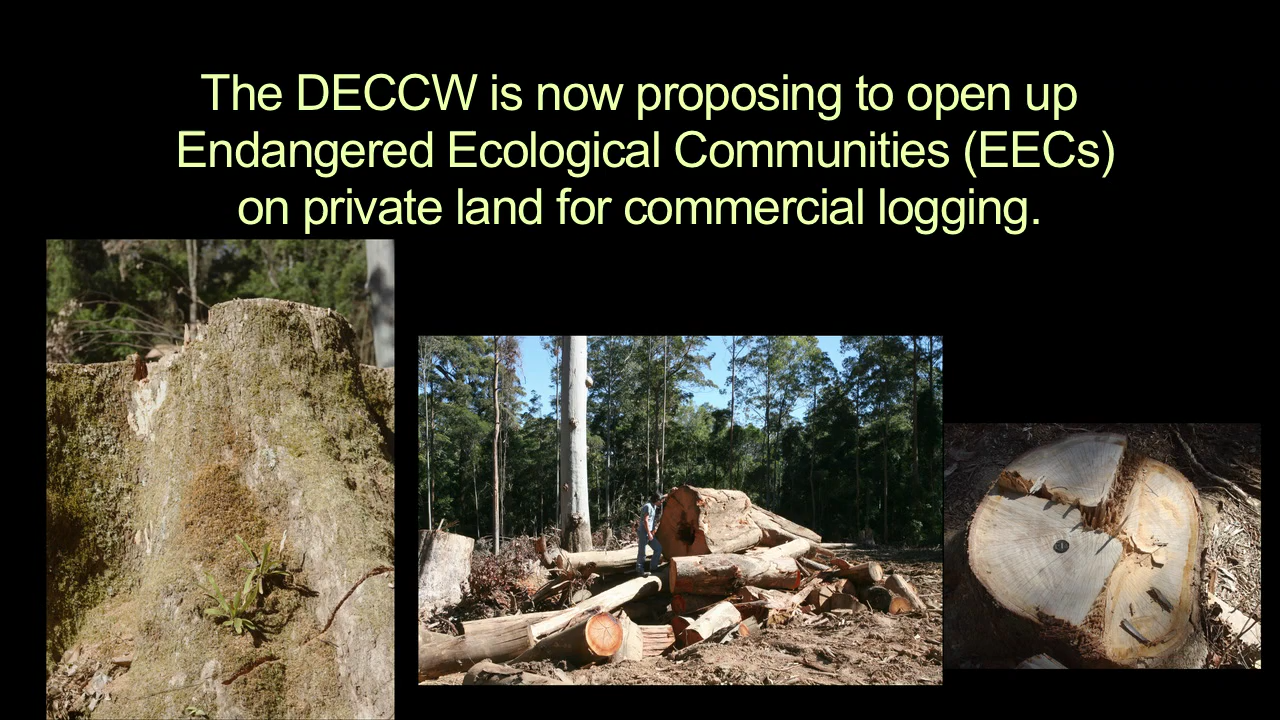 The DECCW is now proposing to open up
Endangered Ecological Communities (EECs)
on private land for commercial logging.